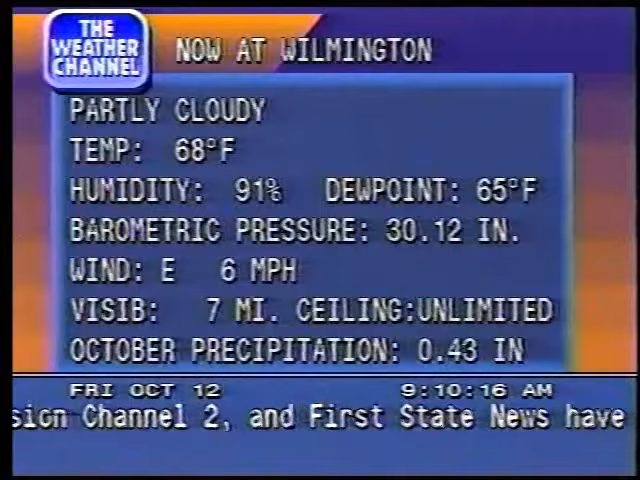 THE
WEATHER
CHANNEL
NOW AT WILMINGTON
PARTLY CLOUDY
TEMP: 68°F
HUMIDITY: 91% DEWPOINT: 65°F
BAROMETRIC PRESSURE: 30.12 IN.
WIND: E 6 MPH
VISIB: 7 MI. CEILING:UNLIMITED
OCTOBER PRECIPITATION: 0.43 IN
FRI OCT 12 9:10:16 AM
sion Channel 2, and First State News have